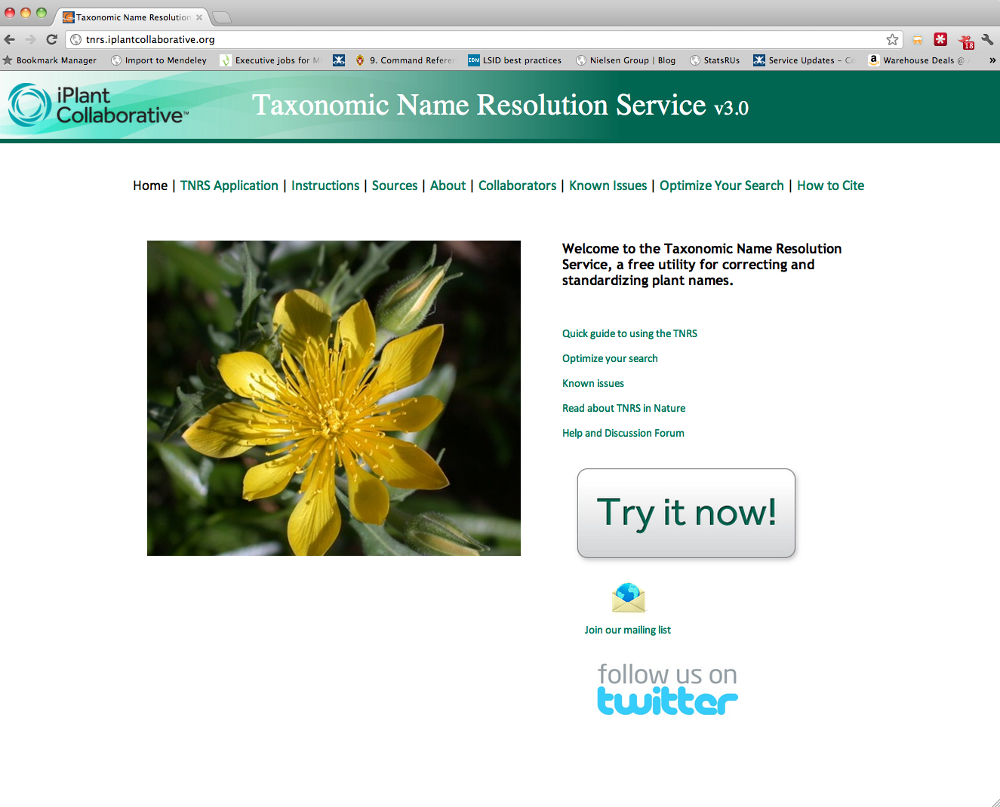 Taxonomic Name Resolution
tnrs.iplantcollaborative.org
18
Bookmark Manager Import to Mendeley Executive jobs for M 9. Command Refere IBM LSID best practices Nielsen Group | Blog StatsRUs Service Updates – C a Warehouse Deals @ »
iPlant
Collaborative™
Taxonomic Name Resolution Service v3.0
Home | TNRS Application | Instructions | Sources | About | Collaborators | Known Issues | Optimize Your Search | How to Cite
Welcome to the Taxonomic Name Resolution
Service, a free utility for correcting and
standardizing plant names.
Quick guide to using the TNRS
Optimize your search
Known issues
Read about TNRS in Nature
Help and Discussion Forum
Try it now!
Join our mailing list
follow us on
twitter